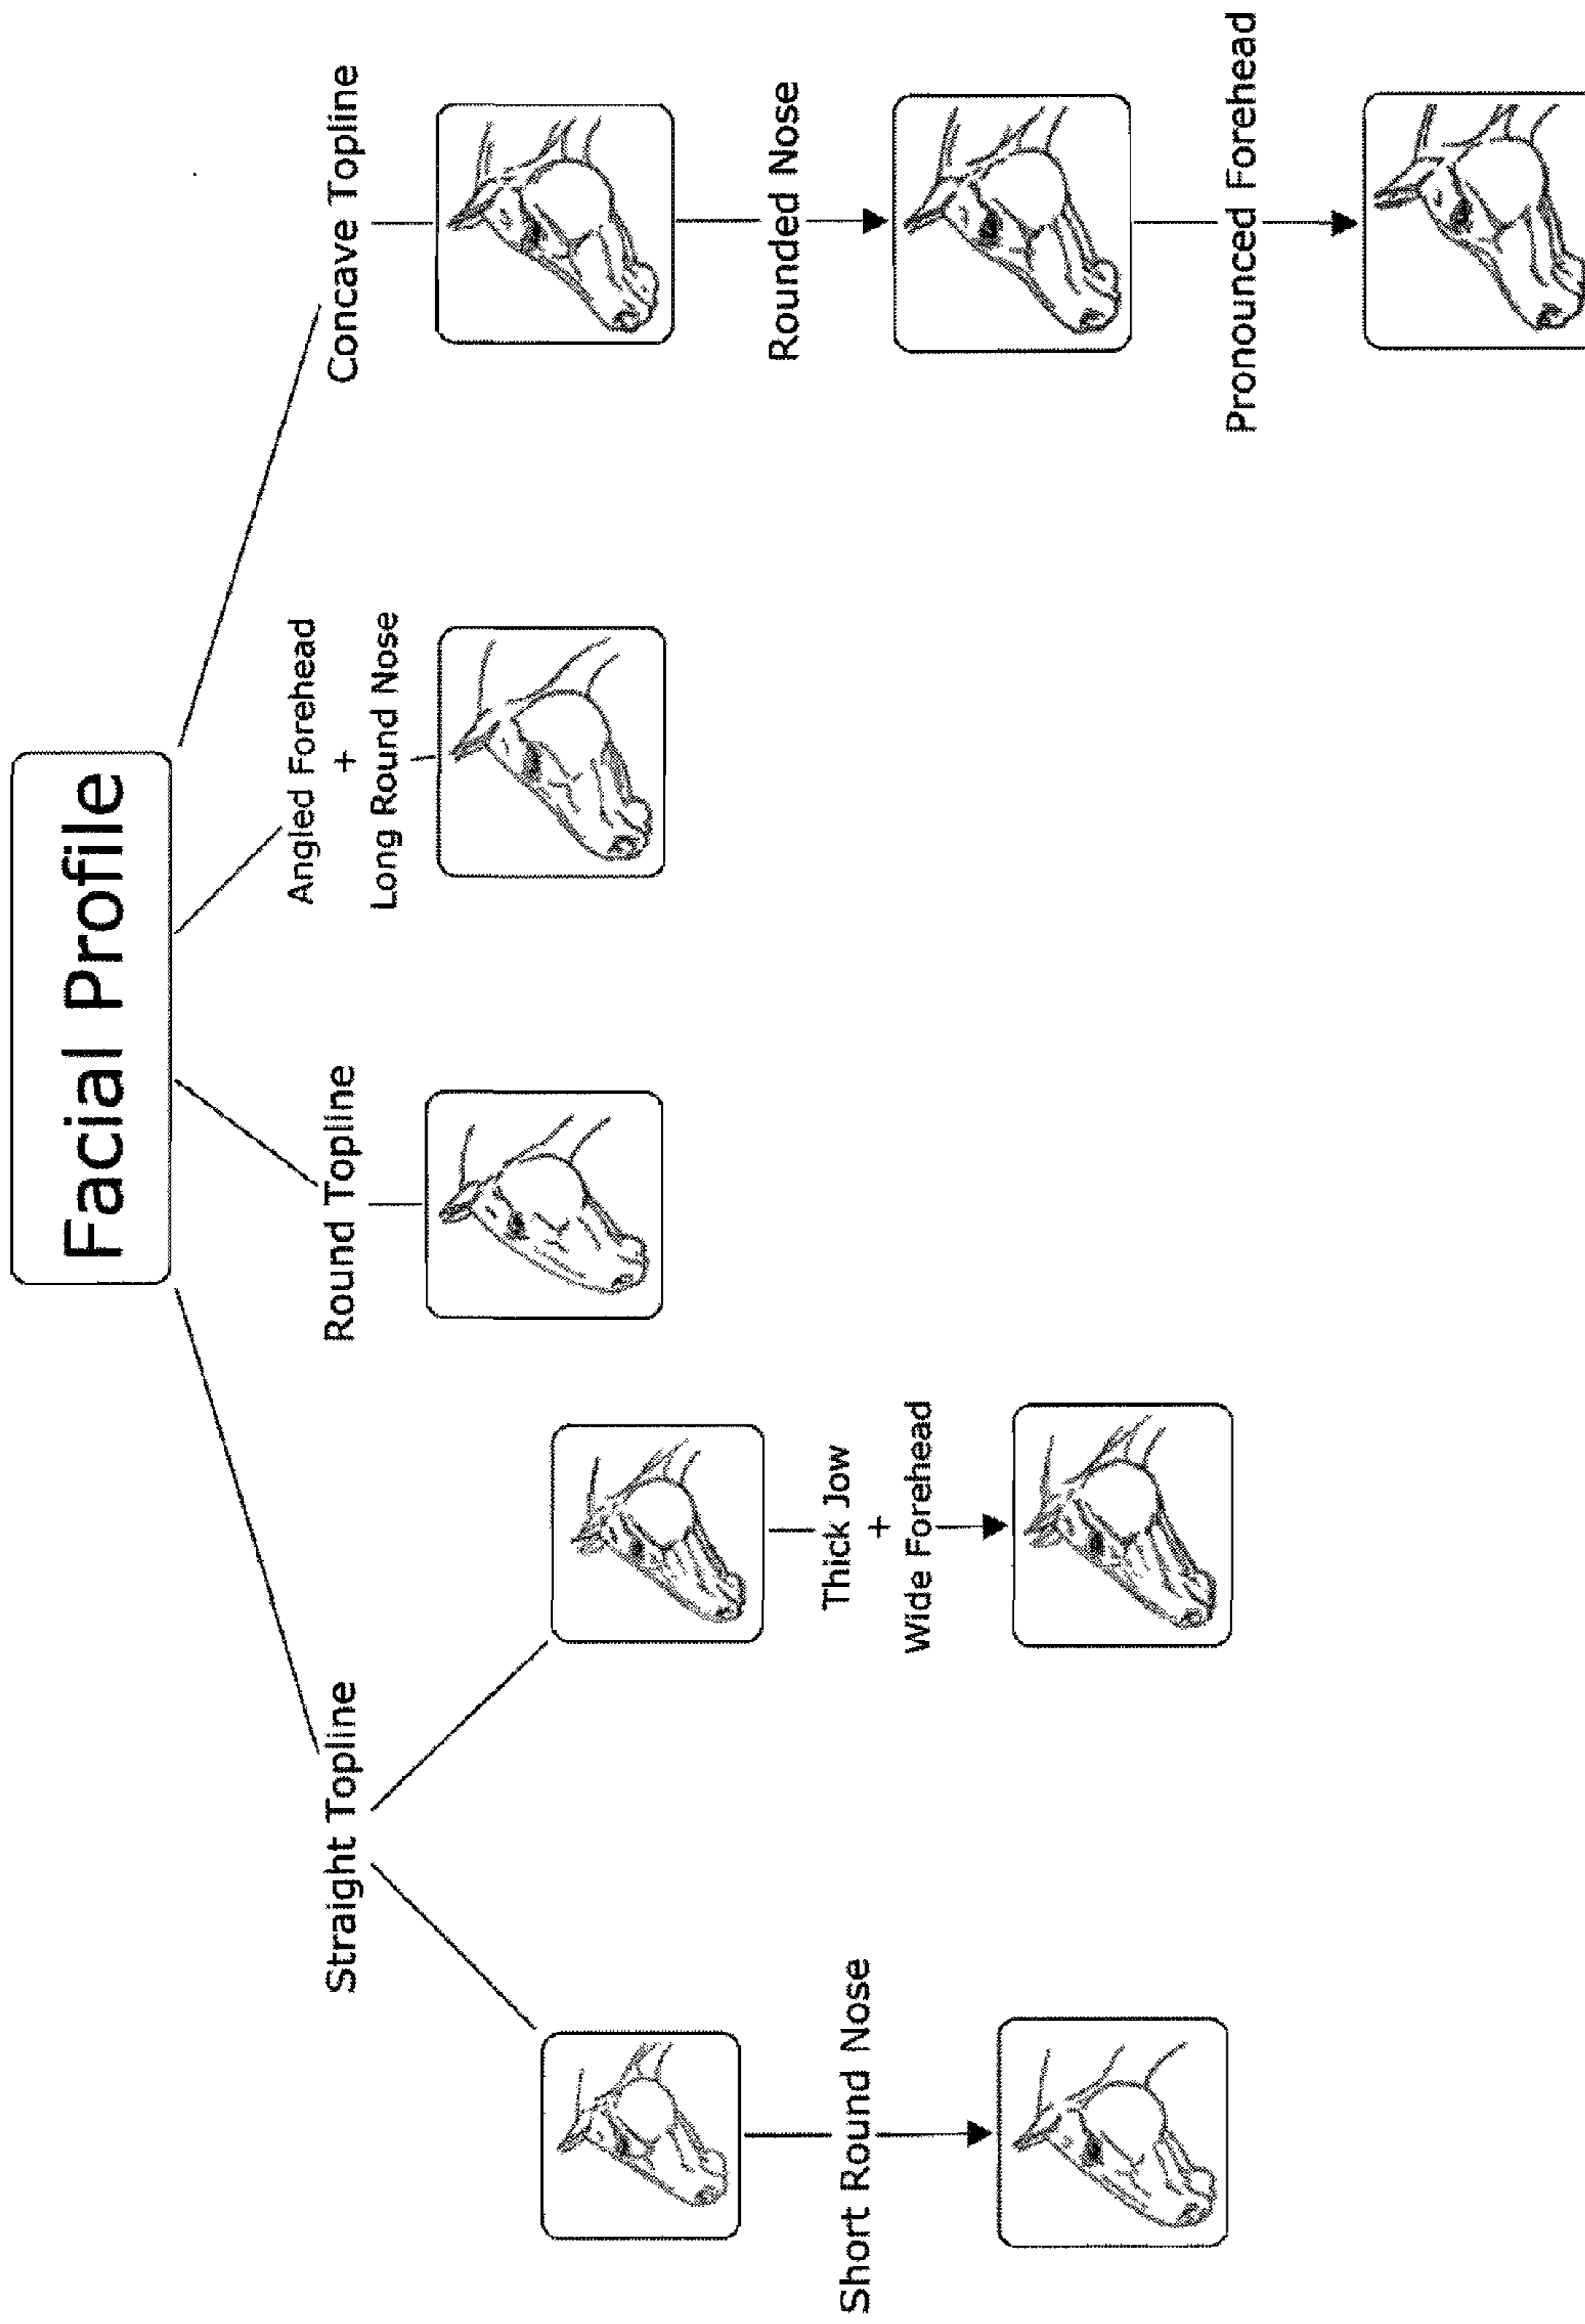 Facial Profile
Straight Topline
Round Topline
Angled Forehead
+
Long Round Nose
Concave Topline
Short Round Nose
Thick Jow
+
Wide Forehead
Rounded Nose
Pronounced Forehead